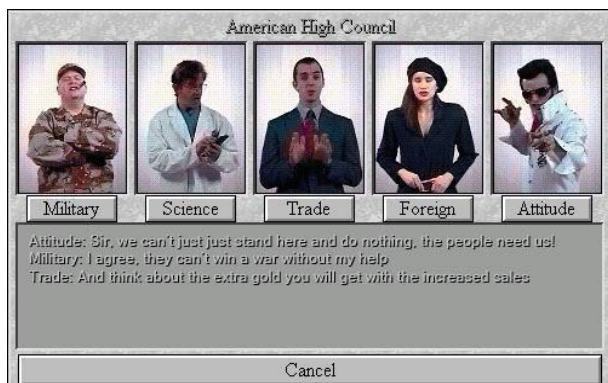 American High Council
Military
Science
Trade
Foreign
Attitude
Attitude: Sir, we can't just just stand here and do nothing, the people need us!
Military: I agree, they can't win a war without my help
Trade: And think about the extra gold you will get with the increased sales
Cancel